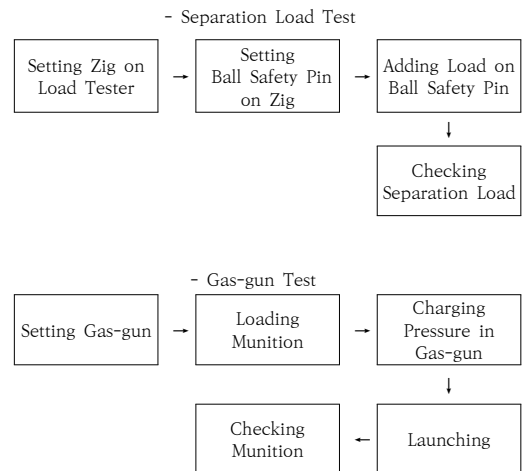 - Separation Load Test
Setting Zig on
Load Tester
→
Setting
Ball Safety Pin
on Zig
→
Adding Load on
Ball Safety Pin
↓
Checking
Separation Load
- Gas-gun Test
Setting Gas-gun
→
Loading
Munition
→
Charging
Pressure in
Gas-gun
↓
Launching
←
Checking
Munition